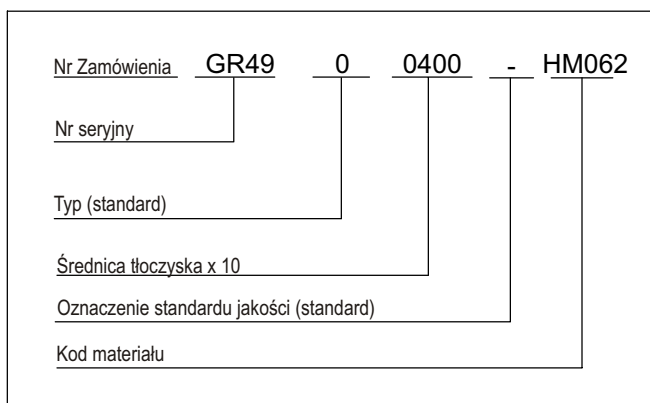 Nr Zamówienia GR49 0 0400 - HM062
Nr seryjny
Typ (standard)
Średnica tłoczyska x 10
Oznaczenie standardu jakości (standard)
Kod materiału